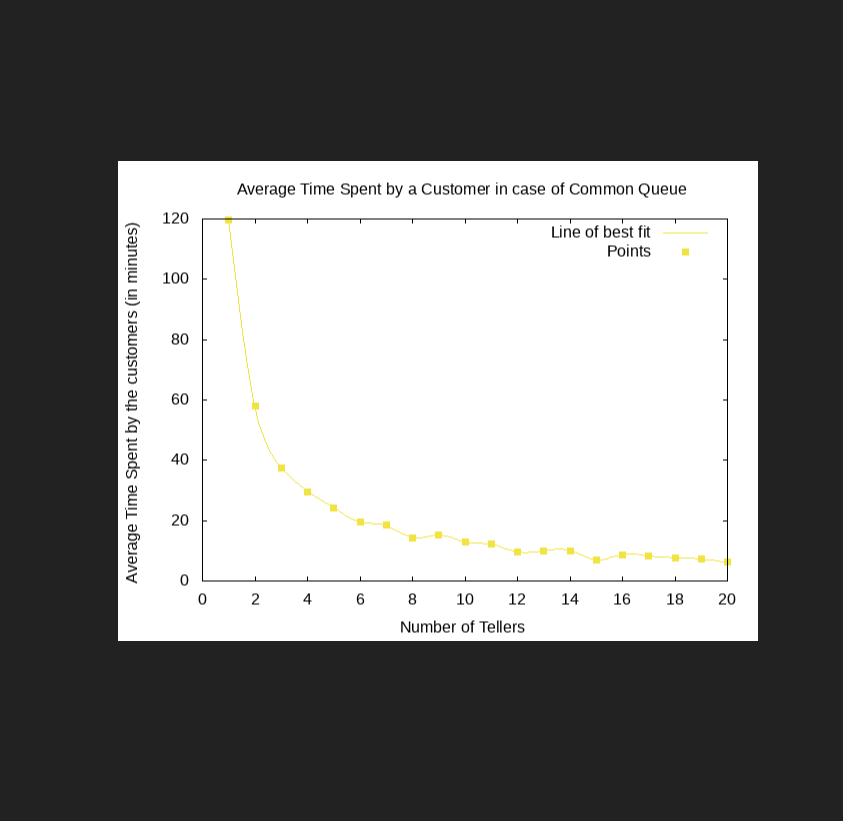 Average Time Spent by a Customer in case of Common Queue
Average Time Spent by the customers (in minutes)
120
100
80
60
40
20
0
Line of best fit
Points
0 2 4 6 8 10 12 14 16 18 20
Number of Tellers